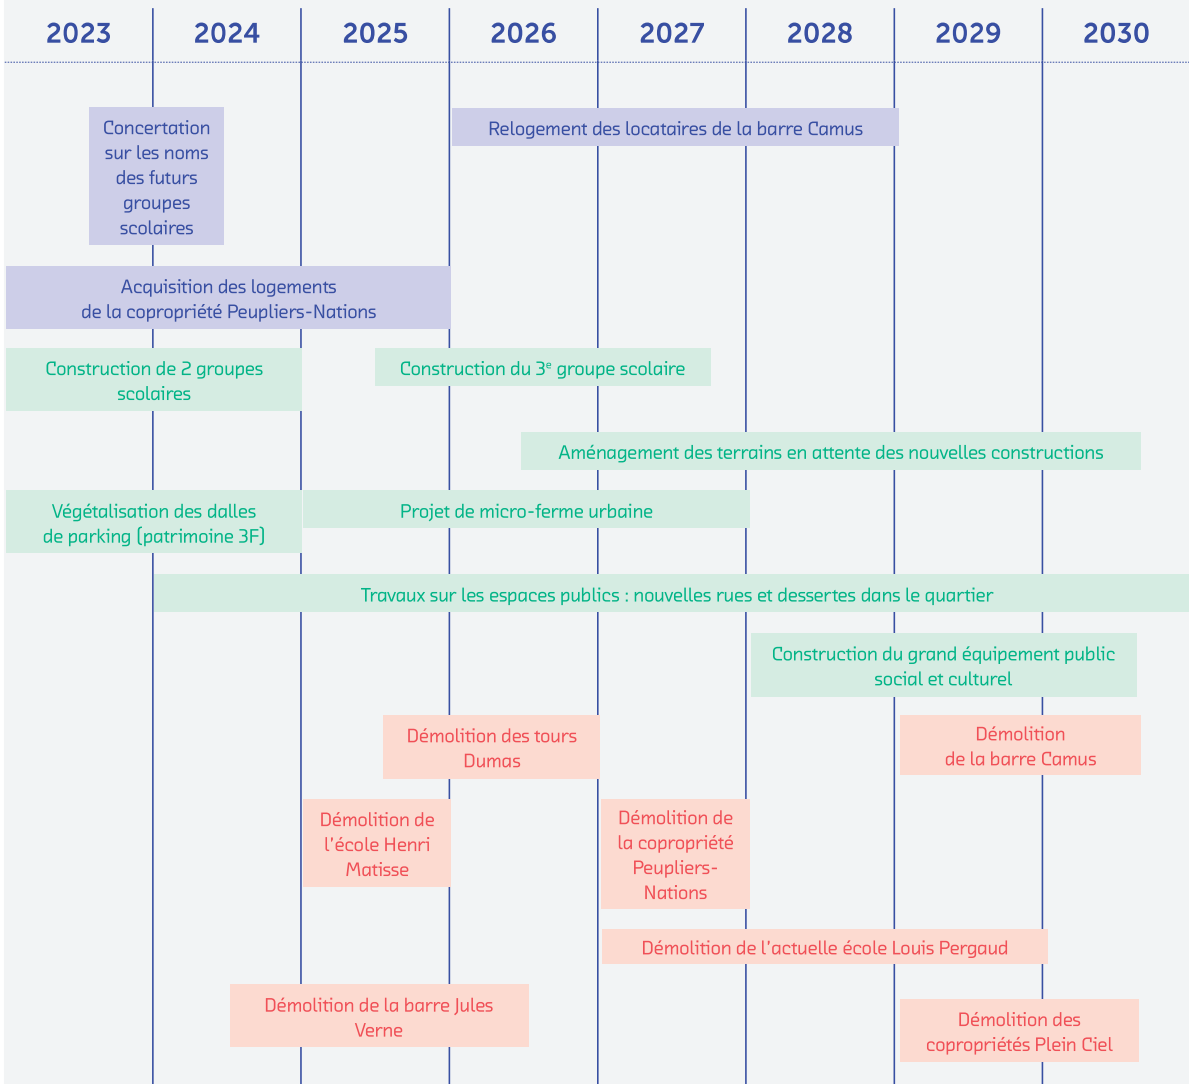 2023 2024 2025 2026 2027 2028 2029 2030
Concertation
sur les noms
des futurs
groupes
scolaires
Relogement des locataires de la barre Camus
Acquisition des logements
de la copropriété Peupliers-Nations
Construction de 2 groupes
scolaires
Construction du 3e groupe scolaire
Aménagement des terrains en attente des nouvelles constructions
Végétalisation des dalles
de parking (patrimoine 3F)
Projet de micro-ferme urbaine
Travaux sur les espaces publics : nouvelles rues et dessertes dans le quartier
Construction du grand équipement public
social et culturel
Démolition des tours
Dumas
Démolition
de la barre Camus
Démolition de
l'école Henri
Matisse
Démolition de
la copropriété
Peupliers-
Nations
Démolition de l'actuelle école Louis Pergaud
Démolition de la barre Jules
Verne
Démolition des
copropriétés Plein Ciel